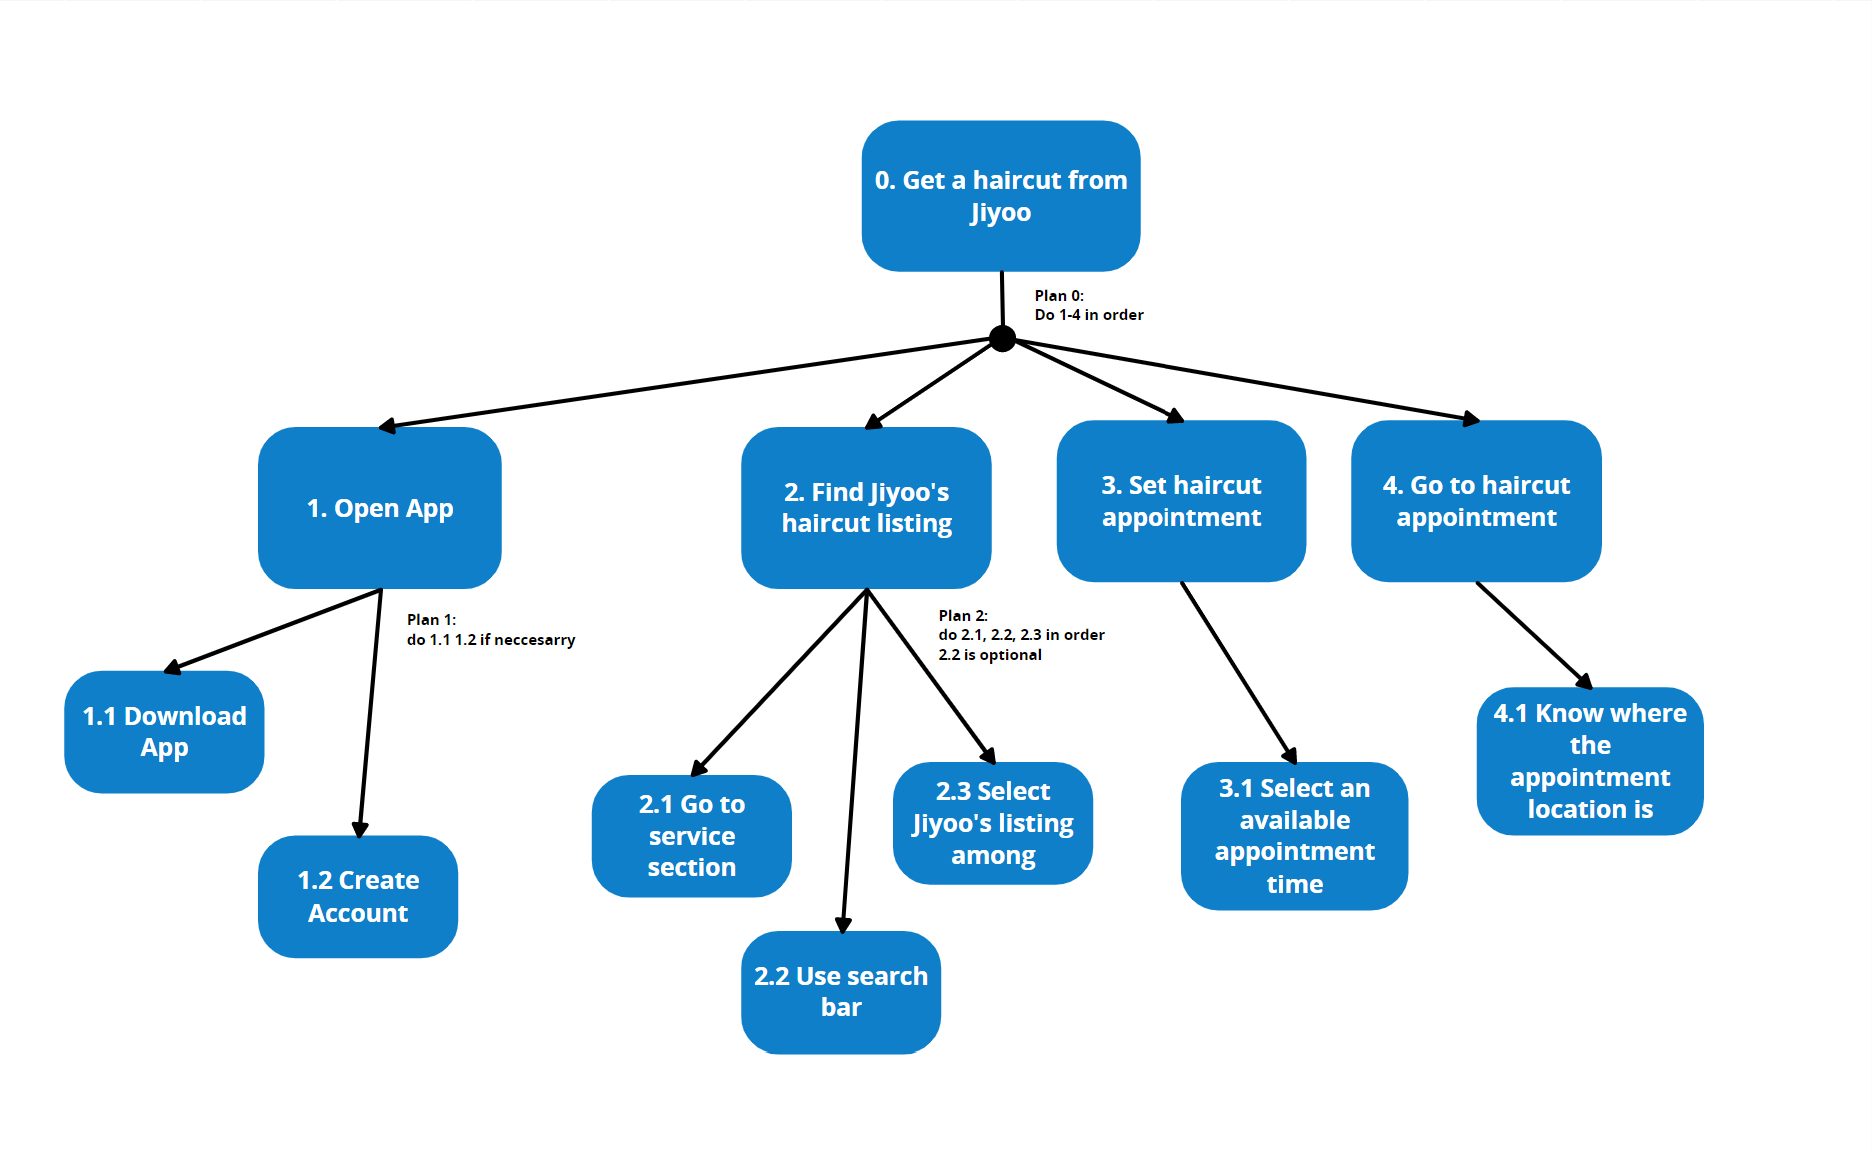 0. Get a haircut from
Jiyoo
Plan 0:
Do 1-4 in order
1. Open App
2. Find Jiyoo's
haircut listing
3. Set haircut
appointment
4. Go to haircut
appointment
Plan 1:
do 1.1 1.2 if neccesarry
Plan 2:
do 2.1, 2.2, 2.3 in order
2.2 is optional
1.1 Download
App
1.2 Create
Account
2.1 Go to
service
section
2.2 Use search
bar
2.3 Select
Jiyoo's listing
among
3.1 Select an
available
appointment
time
4.1 Know where
the
appointment
location is